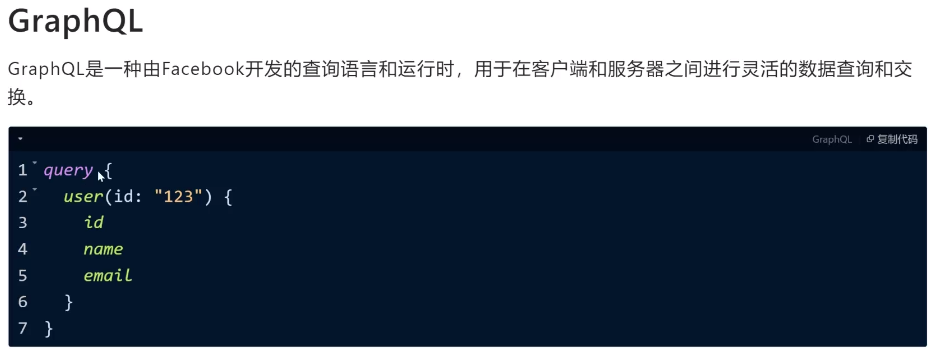 GraphQL
GraphQL是一种由Facebook开发的查询语言和运行时，用于在客户端和服务器之间进行灵活的数据查询和交
换。
GraphQL 复制代码
1 query {
2   user(id: "123") {
3     id
4     name
5     email
6   }
7 }